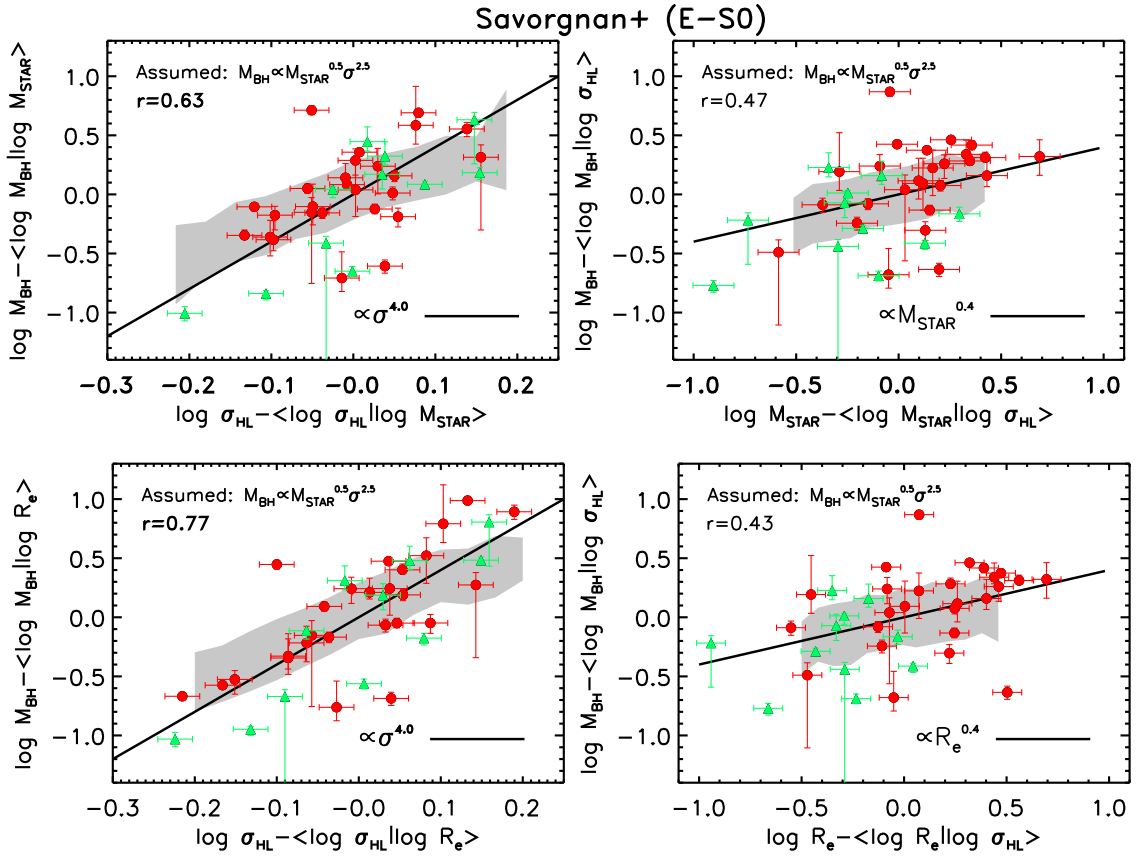 Savorgnan+ (E-S0)
log M_BH-<log M_BH|log M_STAR>
1.0
0.5
0.0
-0.5
-1.0
Assumed: M_BH∝M_STAR^0.5σ^2.5
r=0.63
∝σ^4.0
-0.3 -0.2 -0.1 -0.0 0.1 0.2
log σ_HL-<log σ_HL|log M_STAR>
log M_BH-<log M_BH|log σ_HL>
1.0
0.5
0.0
-0.5
-1.0
Assumed: M_BH∝M_STAR^0.5σ^2.5
r=0.47
∝M_STAR^0.4
-1.0 -0.5 0.0 0.5 1.0
log M_STAR-<log M_STAR|log σ_HL>
log M_BH-<log M_BH|log R_e>
1.0
0.5
0.0
-0.5
-1.0
Assumed: M_BH∝M_STAR^0.5σ^2.5
r=0.77
∝σ^4.0
-0.3 -0.2 -0.1 -0.0 0.1 0.2
log σ_HL-<log σ_HL|log R_e>
log M_BH-<log M_BH|log σ_HL>
1.0
0.5
0.0
-0.5
-1.0
Assumed: M_BH∝M_STAR^0.5σ^2.5
r=0.43
∝R_e^0.4
-1.0 -0.5 0.0 0.5 1.0
log R_e-<log R_e|log σ_HL>